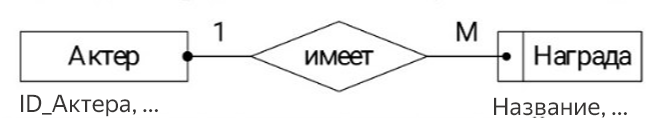 1 М
Актер имеет Награда
ID_Актера, ... Название, ...